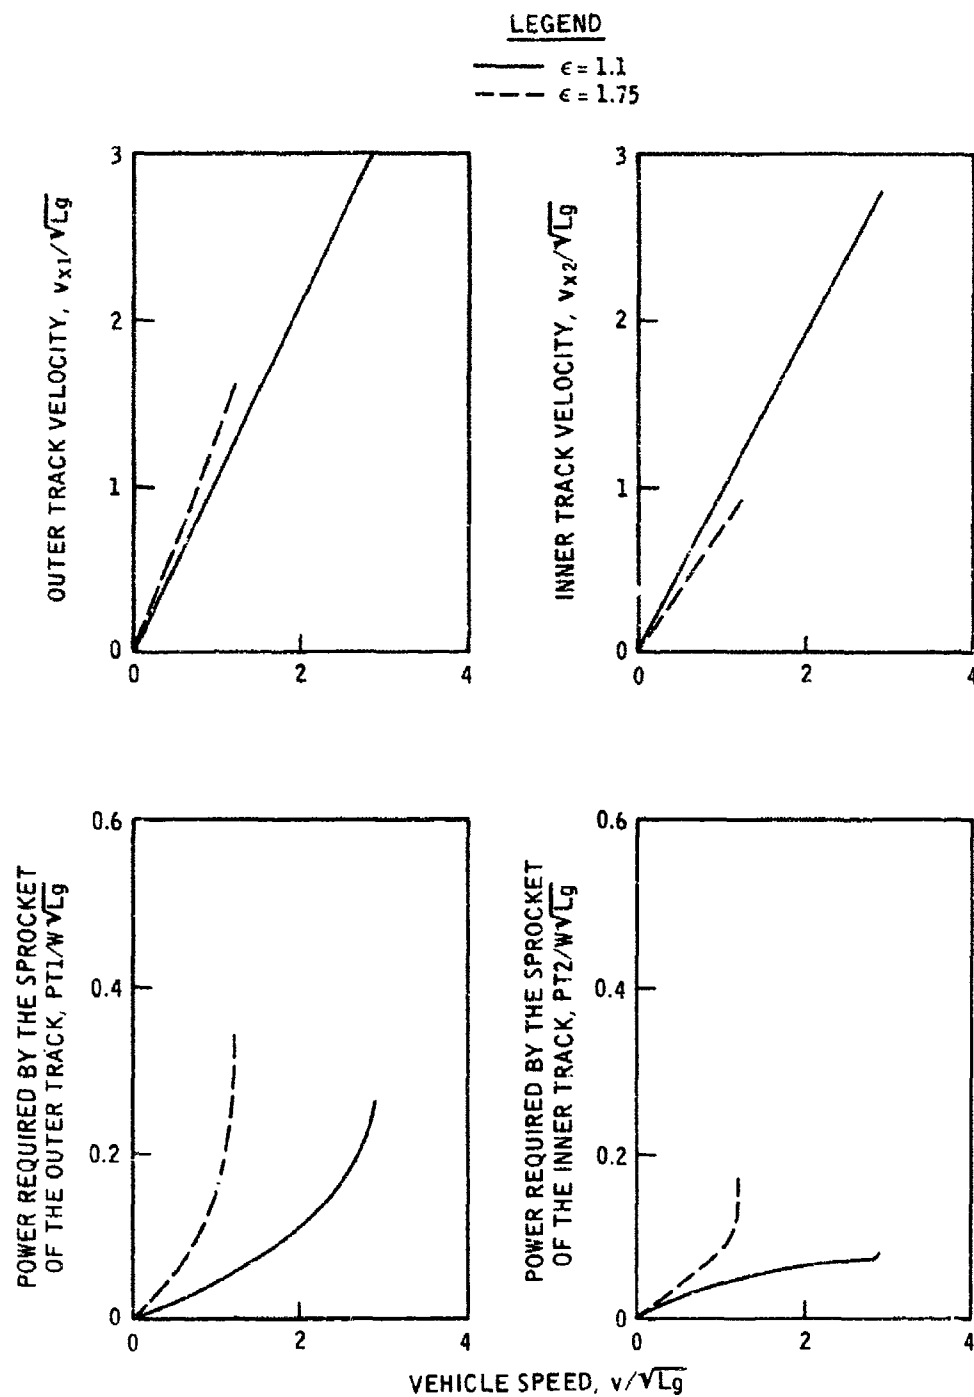 LEGEND
ϵ = 1.1
ϵ = 1.75
OUTER TRACK VELOCITY, vx1/√Lg
3
2
1
0
0 2 4
INNER TRACK VELOCITY, vx2/√Lg
3
2
1
0
0 2 4
POWER REQUIRED BY THE SPROCKET
OF THE OUTER TRACK, PT1/W√Lg
0.6
0.4
0.2
0
0 2 4
POWER REQUIRED BY THE SPROCKET
OF THE INNER TRACK, PT2/W√Lg
0.6
0.4
0.2
0
0 2 4
VEHICLE SPEED, v/√Lg